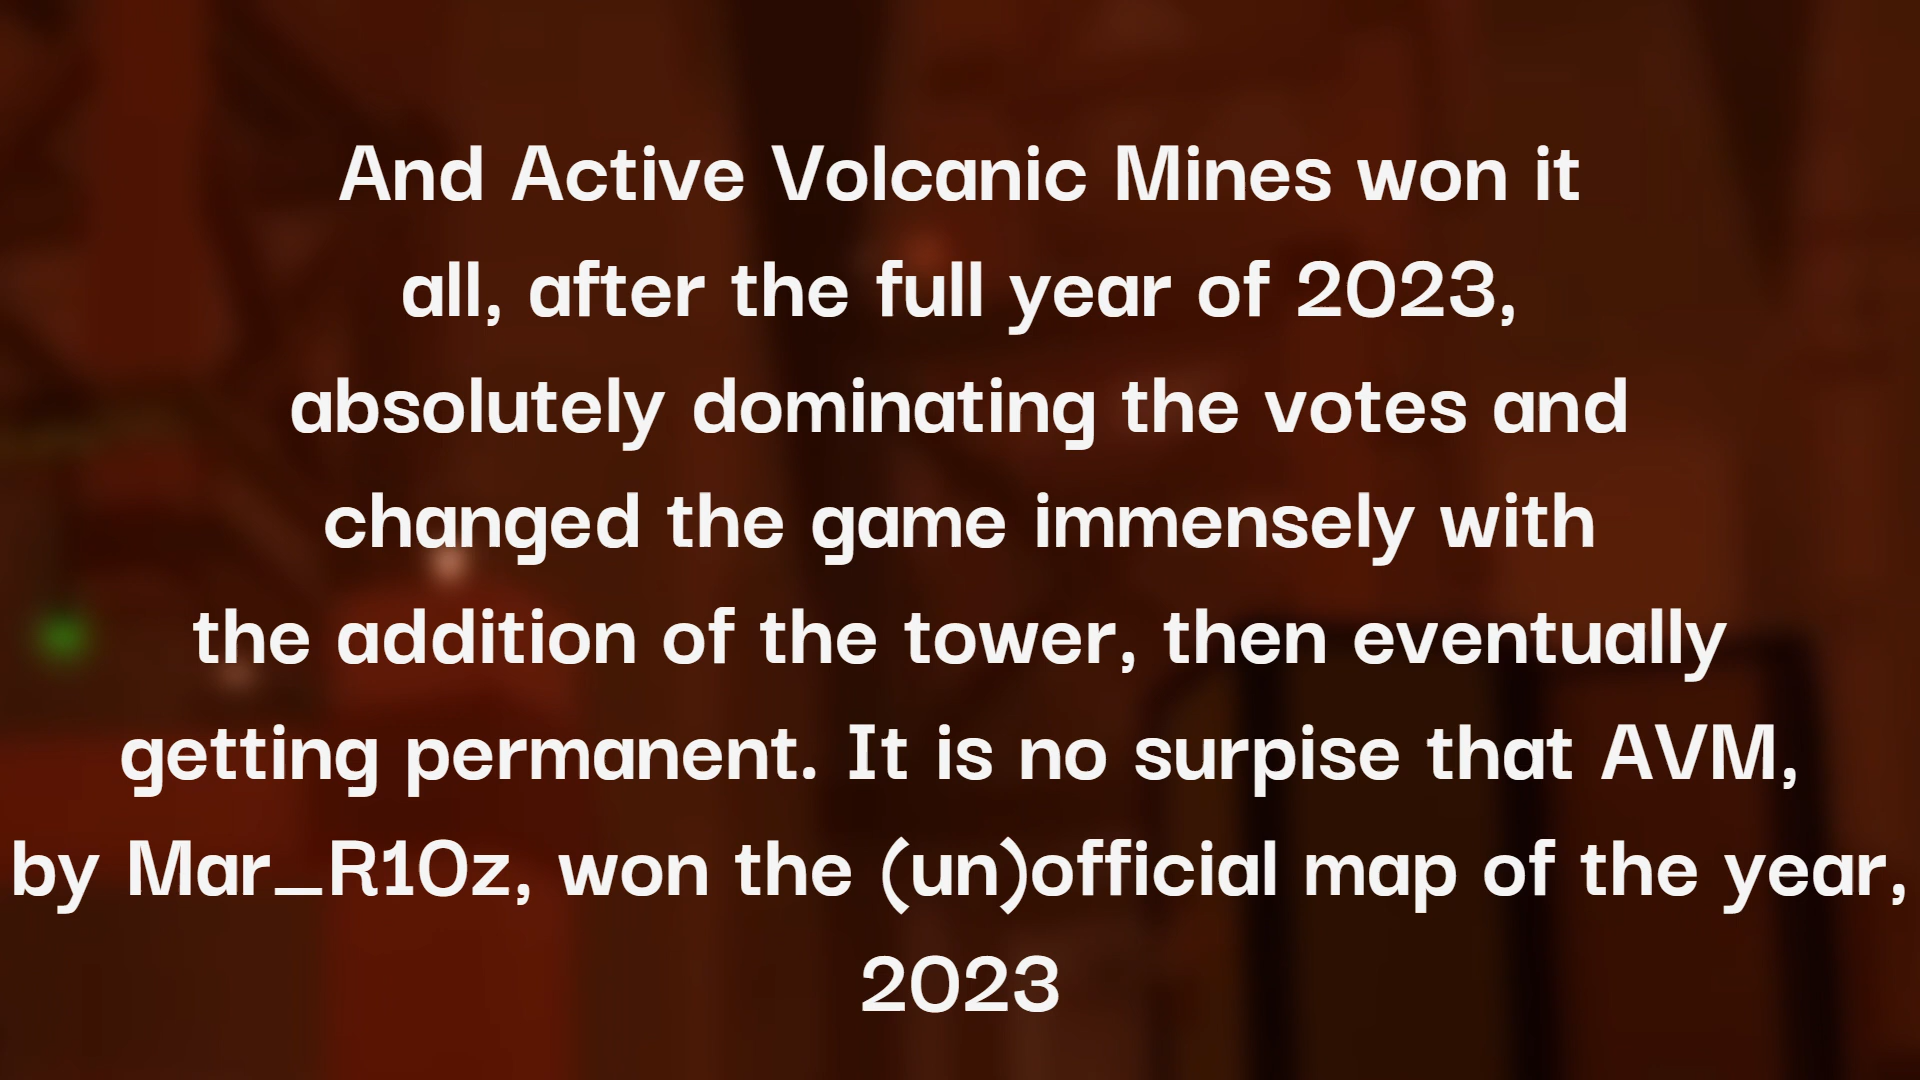 And Active Volcanic Mines won it
all, after the full year of 2023,
absolutely dominating the votes and
changed the game immensely with
the addition of the tower, then eventually
getting permanent. It is no surpise that AVM,
by Mar_R10z, won the (un)official map of the year,
2023